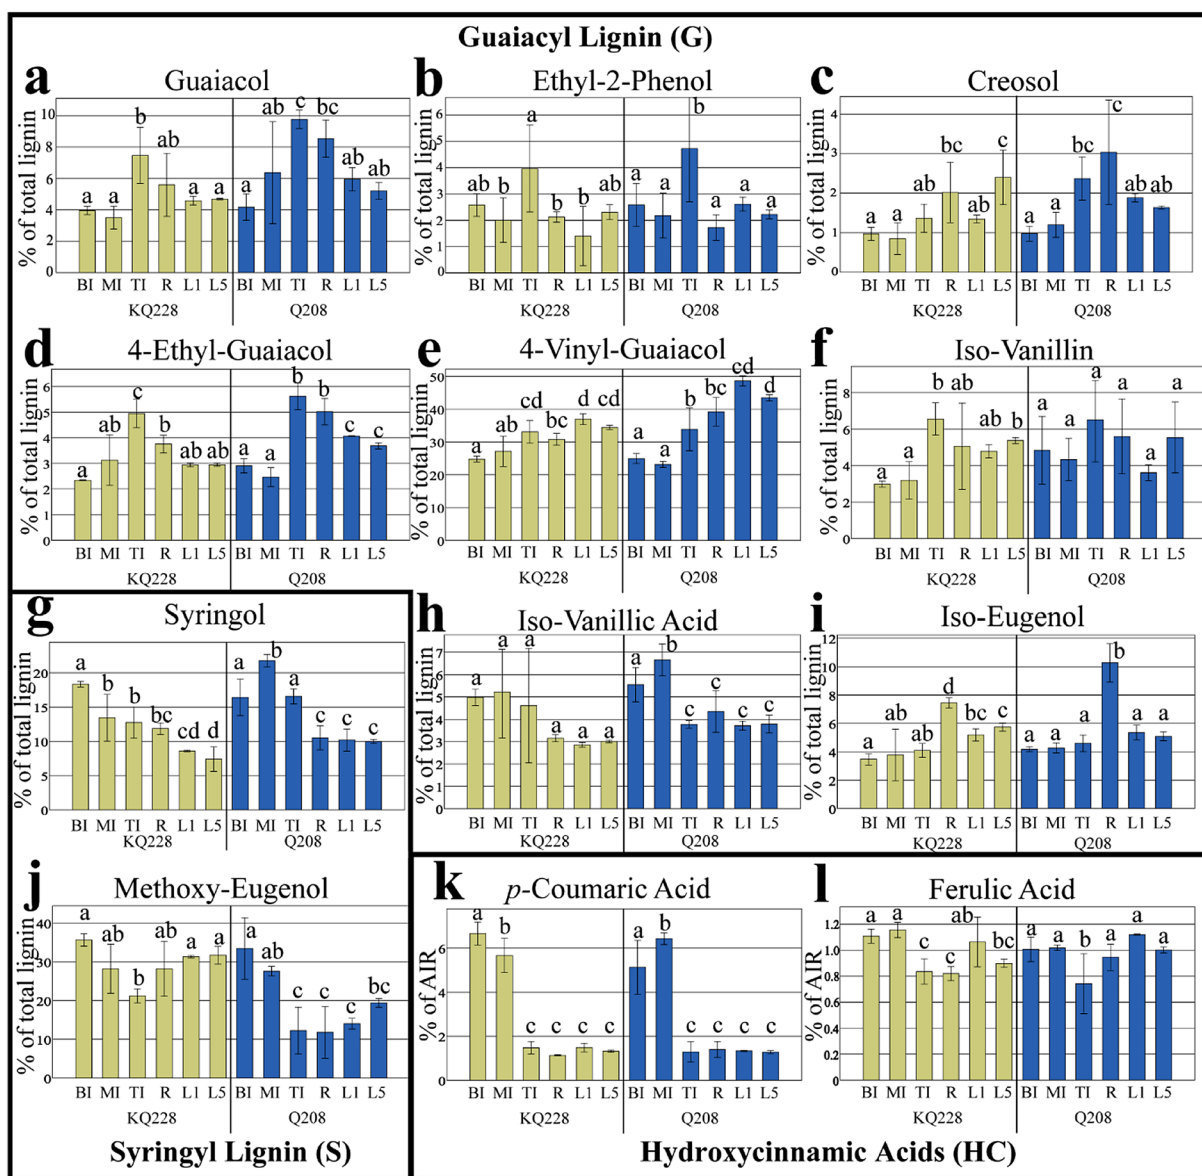 Guaiacyl Lignin (G)
a Guaiacol
% of total lignin
10
8
6
4
2
0
a a b ab a a a ab c bc ab ab
BI MI TI R L1 L5 BI MI TI R L1 L5
KQ228 Q208
b Ethyl-2-Phenol
% of total lignin
6
5
4
3
2
1
0
ab b a b b ab a a b a a a
BI MI TI R L1 L5 BI MI TI R L1 L5
KQ228 Q208
c Creosol
% of total lignin
4
3
2
1
0
a a ab bc ab c a a bc c ab ab
BI MI TI R L1 L5 BI MI TI R L1 L5
KQ228 Q208
d 4-Ethyl-Guaiacol
% of total lignin
6
5
4
3
2
1
0
a ab c b ab ab a a b b c c
BI MI TI R L1 L5 BI MI TI R L1 L5
KQ228 Q208
e 4-Vinyl-Guaiacol
% of total lignin
50
40
30
20
10
0
a ab cd bc d cd a a b bc cd d
BI MI TI R L1 L5 BI MI TI R L1 L5
KQ228 Q208
f Iso-Vanillin
% of total lignin
8
6
4
2
0
a a b ab ab b a a a a a a
BI MI TI R L1 L5 BI MI TI R L1 L5
KQ228 Q208
g Syringol
% of total lignin
20
15
10
5
0
a b b bc cd d a b a c c c
BI MI TI R L1 L5 BI MI TI R L1 L5
KQ228 Q208
h Iso-Vanillic Acid
% of total lignin
7
6
5
4
3
2
1
0
a a a a a a a b c c c c
BI MI TI R L1 L5 BI MI TI R L1 L5
KQ228 Q208
i Iso-Eugenol
% of total lignin
12
10
8
6
4
2
0
a ab ab d bc c a a a b a a
BI MI TI R L1 L5 BI MI TI R L1 L5
KQ228 Q208
j Methoxy-Eugenol
% of total lignin
40
30
20
10
0
a ab b ab a a a ab c c c bc
BI MI TI R L1 L5 BI MI TI R L1 L5
KQ228 Q208
Syringyl Lignin (S)
k p-Coumaric Acid
% of AIR
6
4
2
0
a b c c c c a b c c c c
BI MI TI R L1 L5 BI MI TI R L1 L5
KQ228 Q208
l Ferulic Acid
% of AIR
1.2
1.0
0.8
0.6
0.4
0.2
0
a a c c ab bc a a b a a a
BI MI TI R L1 L5 BI MI TI R L1 L5
KQ228 Q208
Hydroxycinnamic Acids (HC)